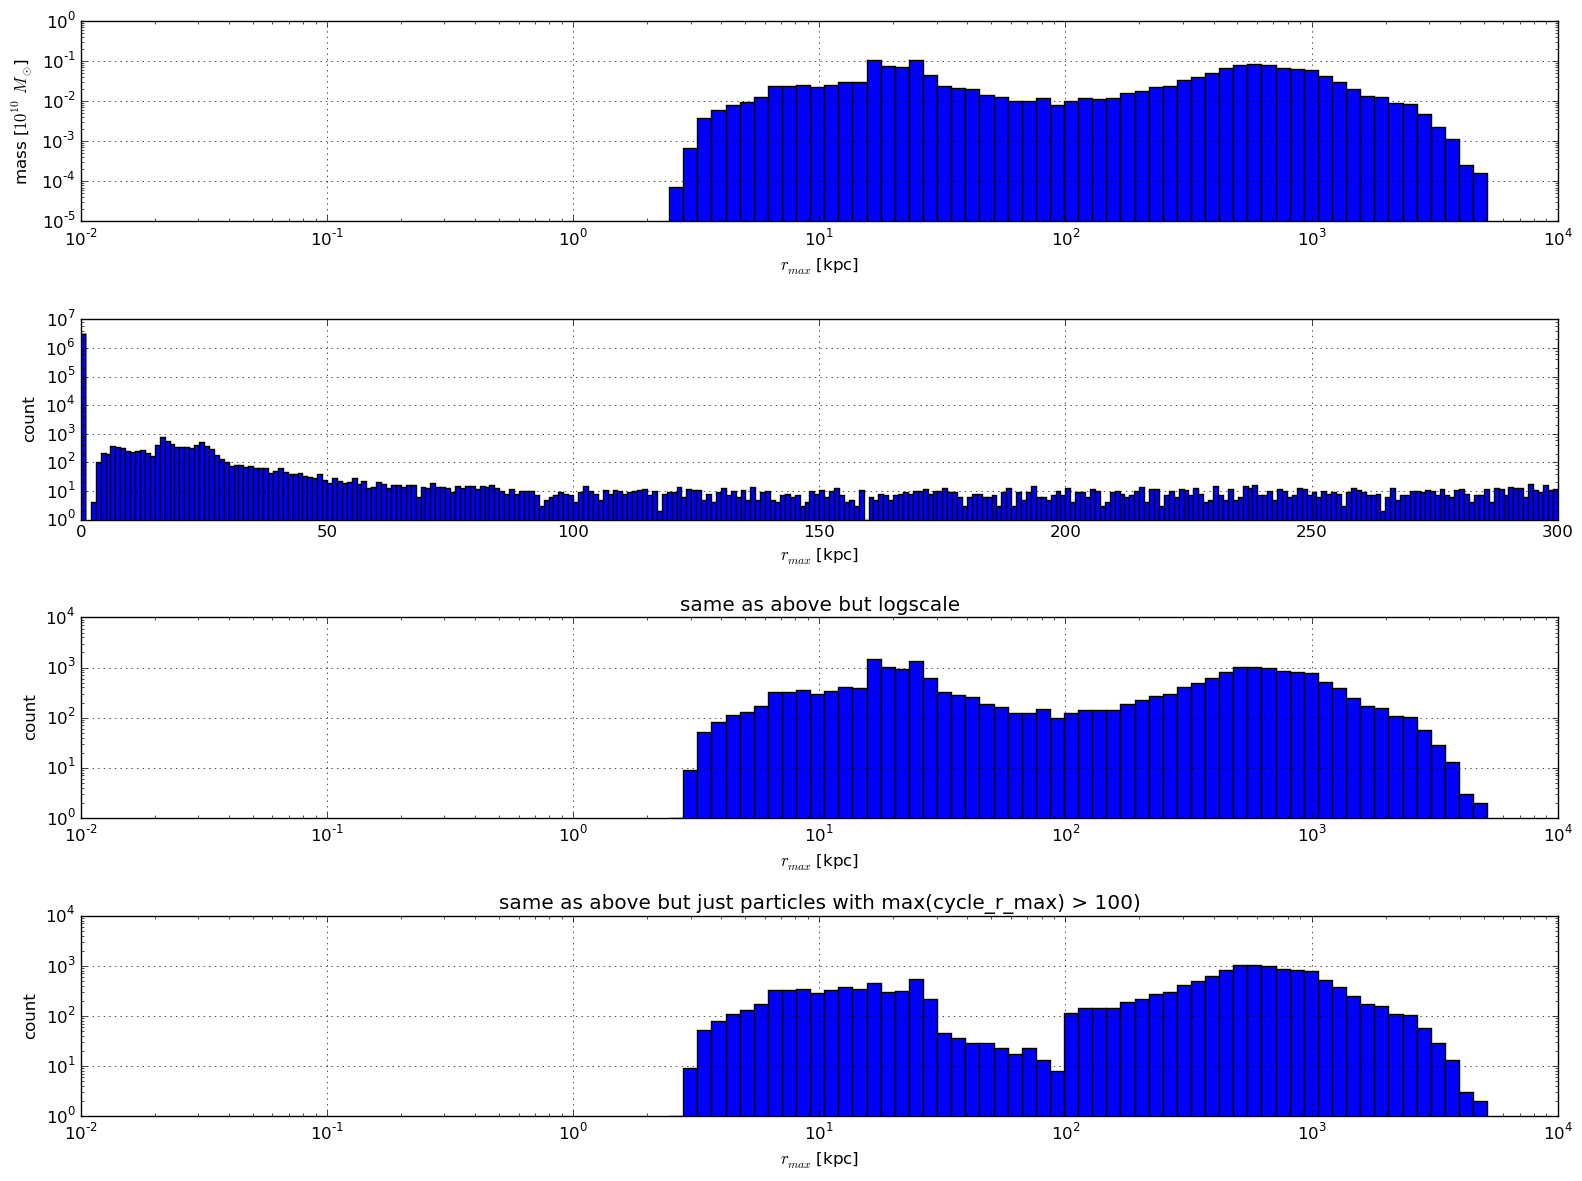 10^0
10^-1
10^-2
10^-3
10^-4
10^-5
mass [10^10 M_⊙]
10^-2 10^-1 10^0 10^1 10^2 10^3 10^4
r_max [kpc]
10^7
10^6
10^5
10^4
10^3
10^2
10^1
10^0
count
0 50 100 150 200 250 300
r_max [kpc]
same as above but logscale
10^4
10^3
10^2
10^1
10^0
count
10^-2 10^-1 10^0 10^1 10^2 10^3 10^4
r_max [kpc]
same as above but just particles with max(cycle_r_max) > 100)
10^4
10^3
10^2
10^1
10^0
count
10^-2 10^-1 10^0 10^1 10^2 10^3 10^4
r_max [kpc]